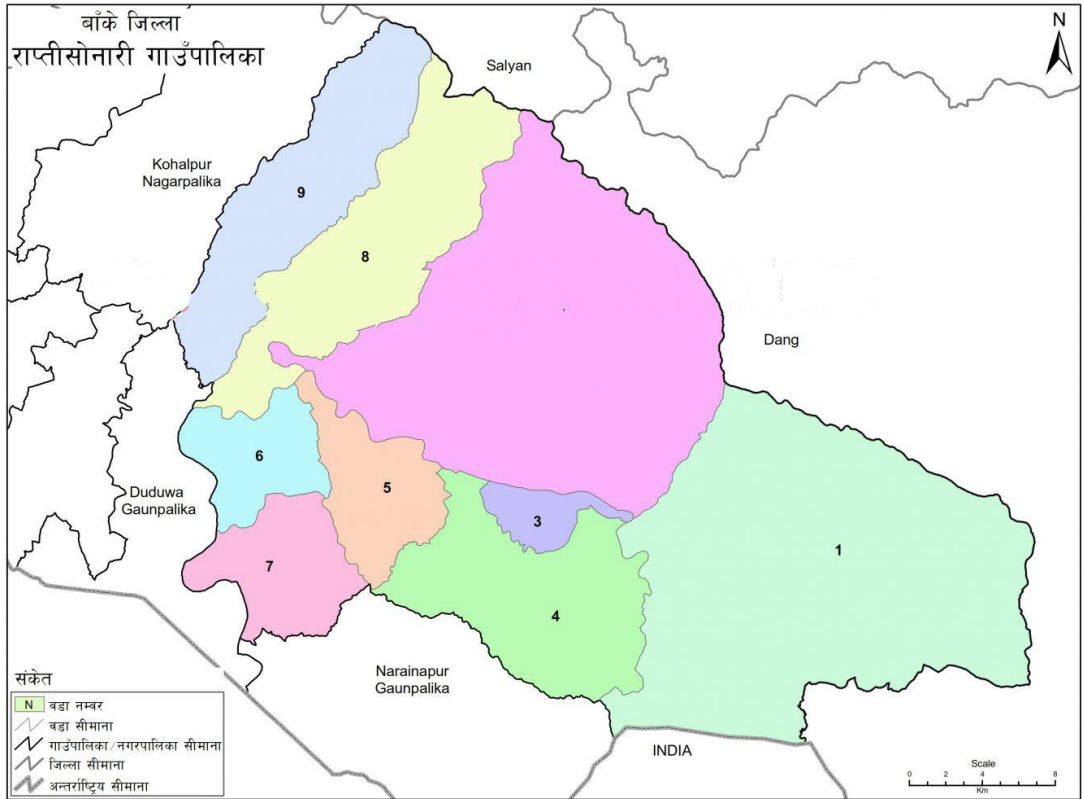 बाँके जिल्ला
राप्तीसोनारी गाउँपालिका
N
Salyan
Kohalpur
Nagarpalika
9
8
Dang
6
5
Duduwa
Gaunpalika
3
1
7
4
Narainapur
Gaunpalika
INDIA
संकेत
N वडा नम्बर
वडा सीमाना
गाउँपालिका/नगरपालिका सीमाना
जिल्ला सीमाना
अन्तर्राष्ट्रिय सीमाना
Scale
0 2 4 8
Km